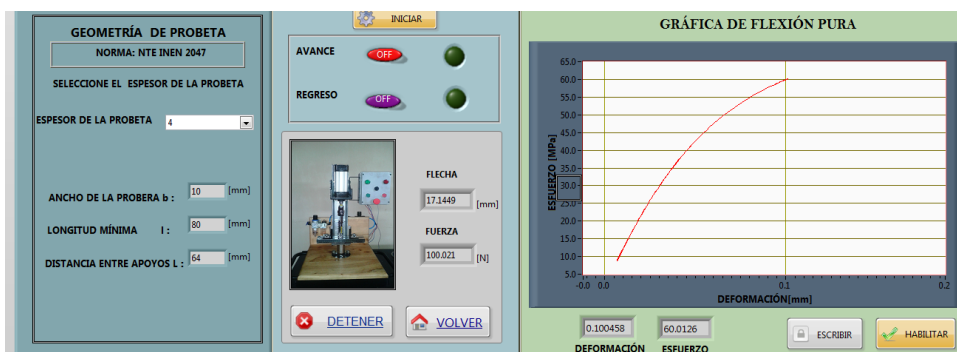 GEOMETRÍA DE PROBETA
NORMA: NTE INEN 2047
SELECCIONE EL ESPESOR DE LA PROBETA
ESPESOR DE LA PROBETA 4
ANCHO DE LA PROBERA b : 10 [mm]
LONGITUD MÍNIMA l : 80 [mm]
DISTANCIA ENTRE APOYOS L : 64 [mm]
INICIAR
AVANCE OFF
REGRESO OFF
FLECHA
17.1449 [mm]
FUERZA
100.021 [N]
DETENER
VOLVER
GRÁFICA DE FLEXIÓN PURA
ESFUERZO [MPa]
65.0
60.0
55.0
50.0
45.0
40.0
35.0
30.0
25.0
20.0
15.0
10.0
5.0
-0.0 0.0 0.1 0.2
DEFORMACIÓN[mm]
0.100458 60.0126
DEFORMACIÓN ESFUERZO
ESCRIBIR
HABILITAR